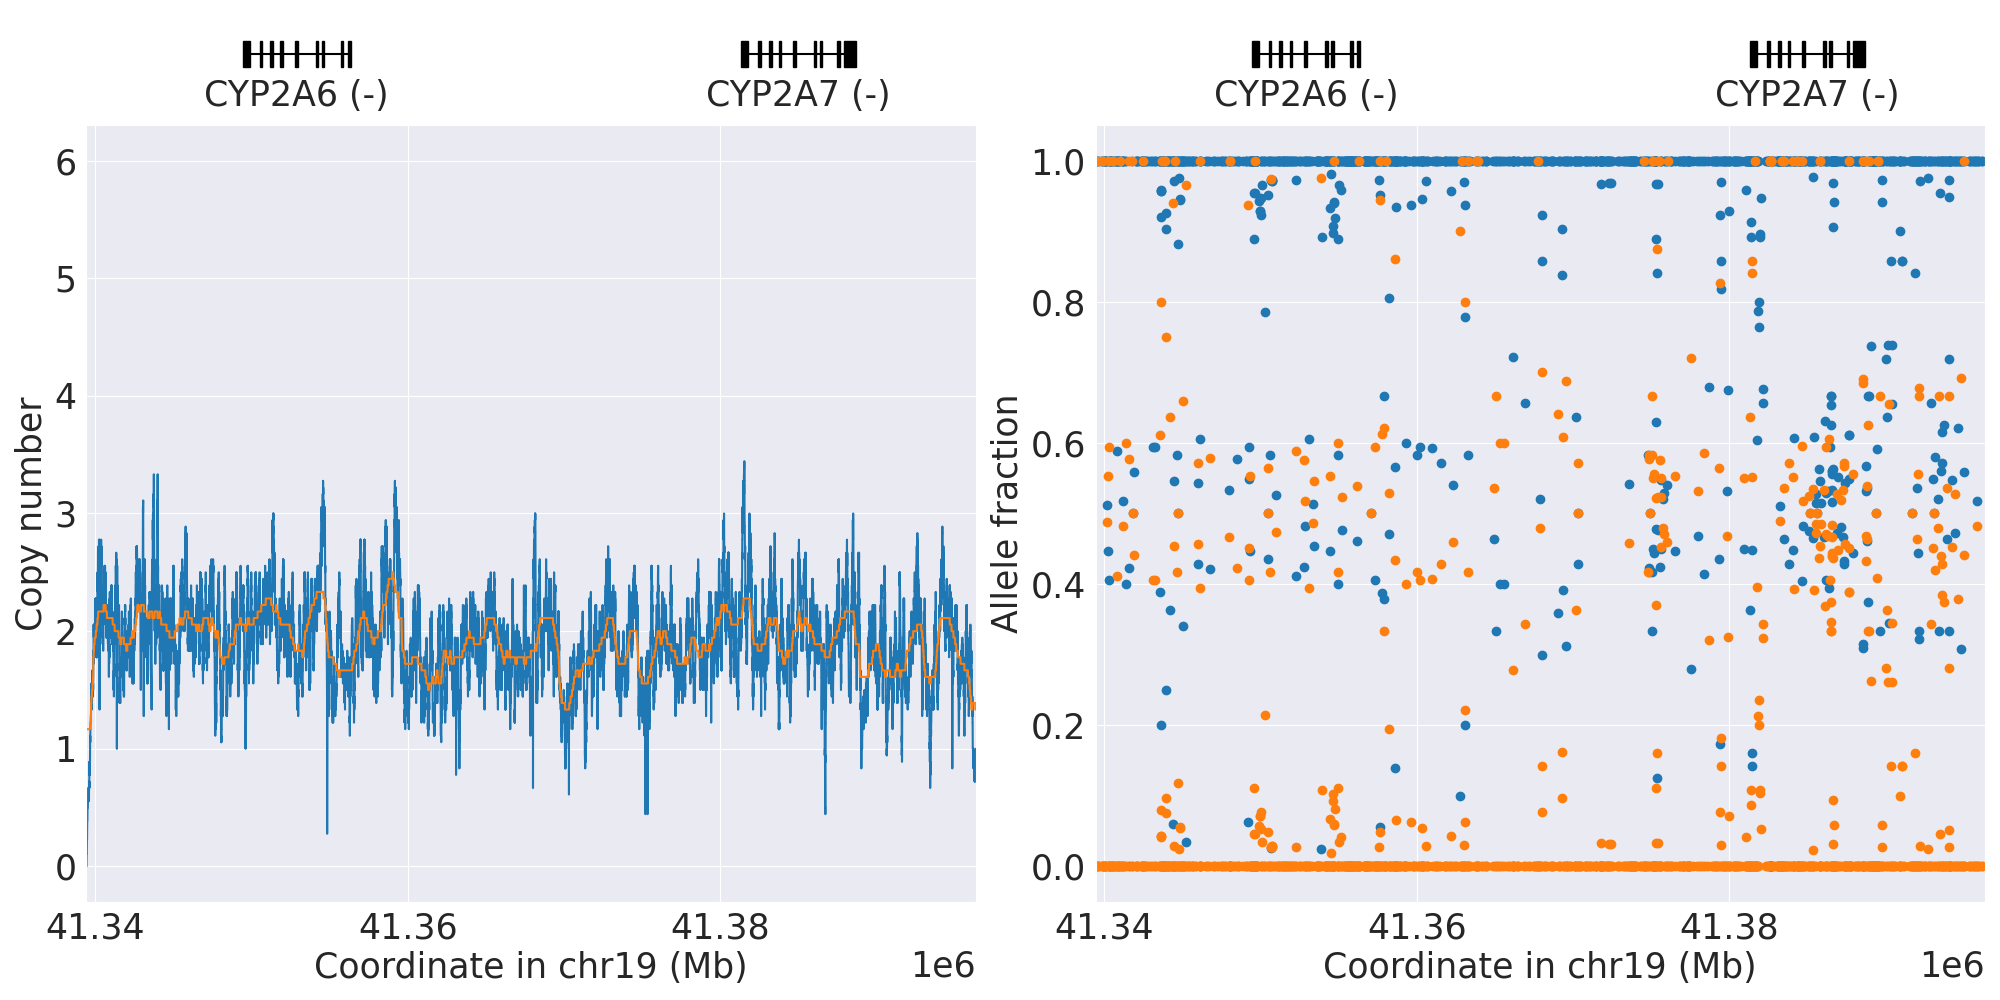 CYP2A6 (-)
CYP2A7 (-)
6
5
4
3
2
1
0
Copy number
41.34
41.36
41.38
Coordinate in chr19 (Mb)
1e6
CYP2A6 (-)
CYP2A7 (-)
1.0
0.8
0.6
0.4
0.2
0.0
Allele fraction
41.34
41.36
41.38
Coordinate in chr19 (Mb)
1e6